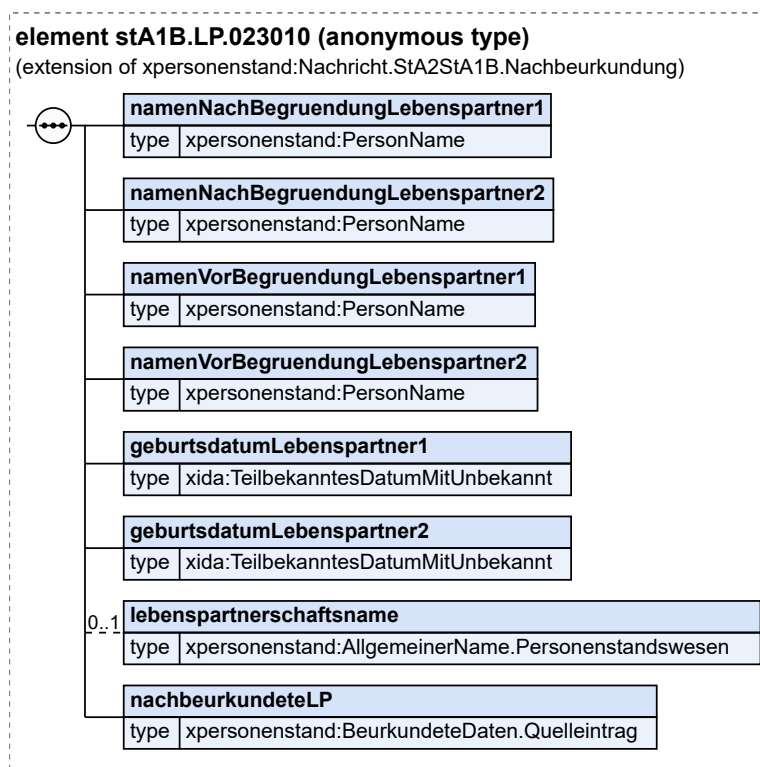 element stA1B.LP.023010 (anonymous type)
(extension of xpersonenstand:Nachricht.StA2StA1B.Nachbeurkundung)
namenNachBegruendungLebenspartner1
type xpersonenstand:PersonName
namenNachBegruendungLebenspartner2
type xpersonenstand:PersonName
namenVorBegruendungLebenspartner1
type xpersonenstand:PersonName
namenVorBegruendungLebenspartner2
type xpersonenstand:PersonName
geburtsdatumLebenspartner1
type xida:TeilbekanntesDatumMitUnbekannt
geburtsdatumLebenspartner2
type xida:TeilbekanntesDatumMitUnbekannt
0..1 lebenspartnerschaftsname
type xpersonenstand:AllgemeinerName.Personenstandswesen
nachbeurkundeteLP
type xpersonenstand:BeurkundeteDaten.Quelleintrag